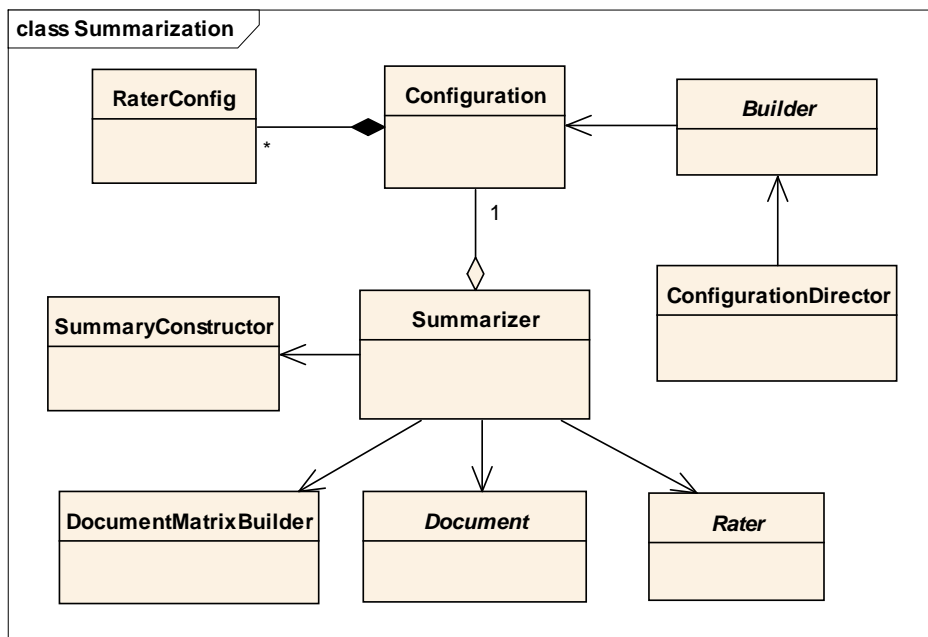 class Summarization
RaterConfig
Configuration
Builder
*
1
ConfigurationDirector
SummaryConstructor
Summarizer
DocumentMatrixBuilder
Document
Rater